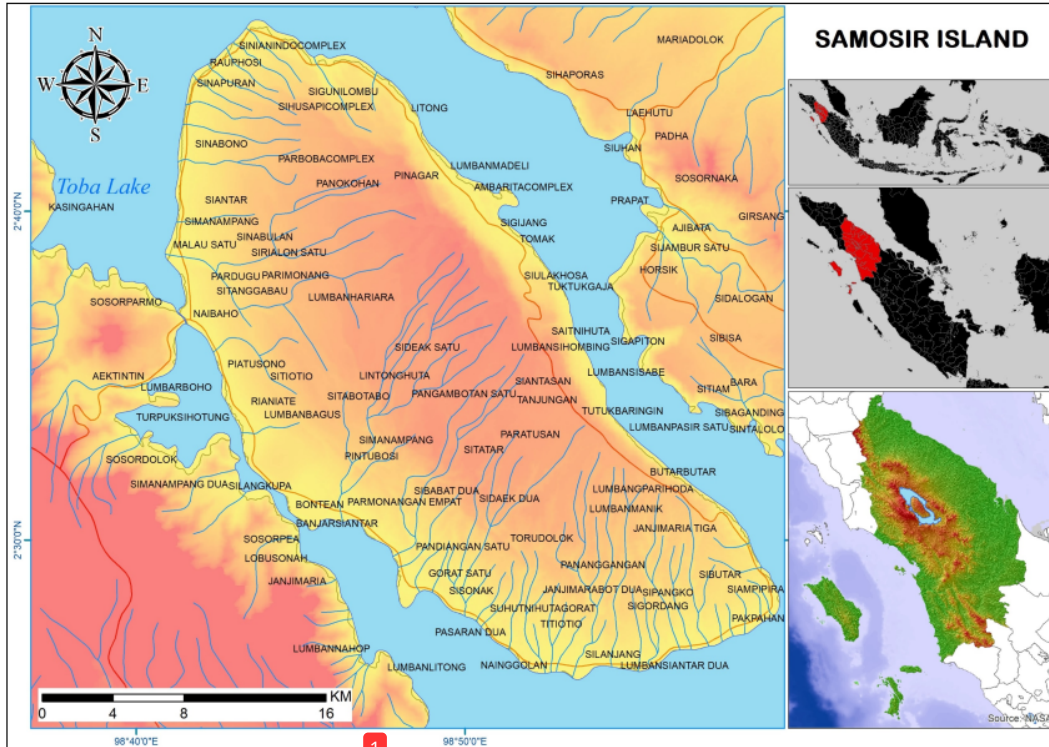 SAMOSIR ISLAND
N
W
E
S
SINIANINDOCOMPLEX
RAUPHOSI
SINAPURAN
SIGUNILOMBU
SIHUSAPICOMPLEX
LITONG
MARIADOLOK
SIHAPORAS
LAEHUTU
PADHA
SIUHAN
SINABONO
PARBOBACOMPLEX
LUMBANMADELI
PINAGAR
PANOKOHAN
AMBARITACOMPLEX
SOSORNAKA
Toba Lake
KASINGAHAN
SIANTAR
PRAPAT
2°40'0"N
SIMANAMPANG
SIGIJANG
GIRSANG
AJIBATA
SINABULAN
TOMAK
MALAU SATU
SIRIALON SATU
SIJAMBUR SATU
HORSIK
PARDUGU
PARIMONANG
SIULAKHOSA
SITANGGABAU
TUKTUKGAJA
SOSORPARMO
LUMBANHARIARA
SIDALOGAN
NAIBAHO
SAITNIHUTA
SIGAPITON
SIBISA
SIDEAK SATU
LUMBANSIHOMBING
PIATUSONO
AEKTINTIN
SITIOTIO
LINTONGHUTA
LUMBANSISABE
LUMBARBOHO
SIANTASAN
SITIAM
BARA
SITABOTABO
PANGAMBOTAN SATU
RIANIATE
TANJUNGAN
TURPUKSIHOTUNG
LUMBANBAGUS
TUTUKBARINGIN
SIBAGANDING
LUMBANPASIR SATU
SINTALOLO
SIMANAMPANG
PARATUSAN
SITATAR
PINTUBOSI
SOSORDOLOK
BUTARBUTAR
SIMANAMPANG DUA
SILANGKUPA
SIBABAT DUA
LUMBANGPARIHODA
PARMONANGAN EMPAT
SIDAEK DUA
BONTEAN
LUMBANMANIK
BANJARSIANTAR
JANJIMARIA TIGA
2°30'0"N
SOSORPEA
TORUDOLOK
PANDIANGAN SATU
LOBUSONAH
PANANGGANGAN
GORAT SATU
SIBUTAR
JANJIMARIA
SISONAK
JANJIMARABOT DUA
SIPANGKO
SIAMPIPIRA
SUHUTNIHUTAGORAT
SIGORDANG
PAKPAHAN
TITIOTIO
PASARAN DUA
LUMBANNAHOP
SILANJANG
LUMBANLITONG
NAINGGOLAN
LUMBANSIANTAR DUA
KM
0 4 8 16
98°40'0"E
98°50'0"E
1
Source: NASA